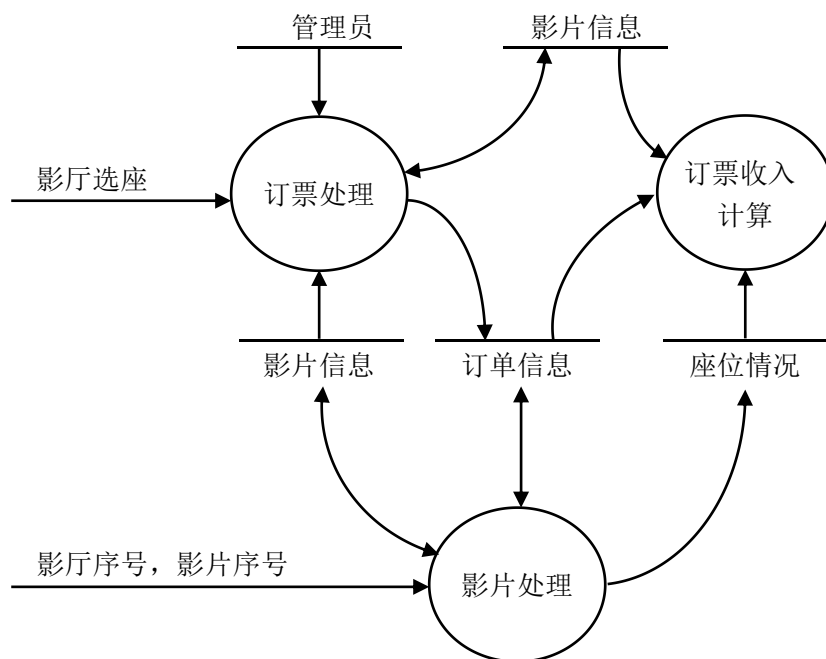 管理员
影片信息
影厅选座
订票处理
订票收入
计算
影片信息
订单信息
座位情况
影厅序号，影片序号
影片处理